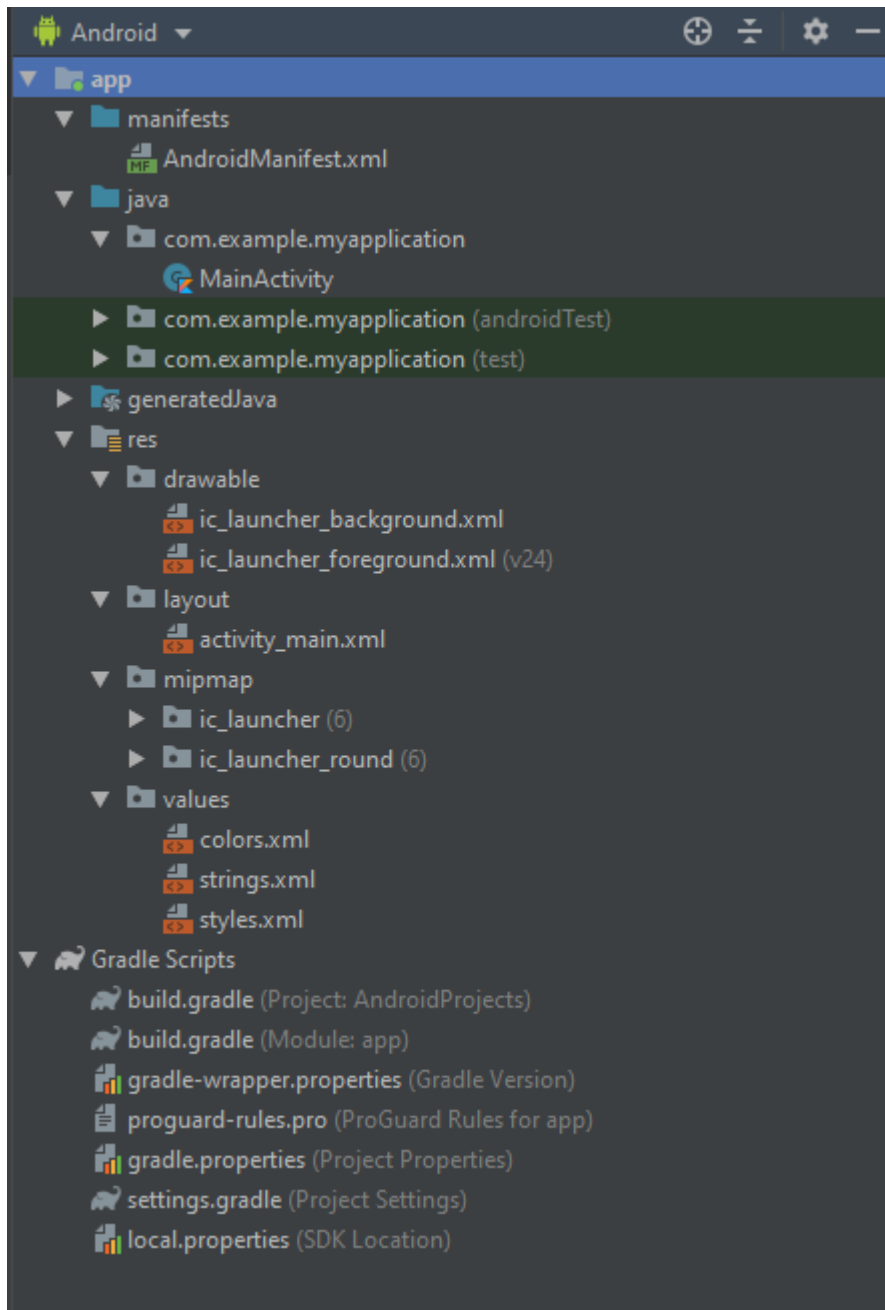 Android
app
manifests
MF AndroidManifest.xml
java
com.example.myapplication
MainActivity
com.example.myapplication (androidTest)
com.example.myapplication (test)
generatedJava
res
drawable
ic_launcher_background.xml
ic_launcher_foreground.xml (v24)
layout
activity_main.xml
mipmap
ic_launcher (6)
ic_launcher_round (6)
values
colors.xml
strings.xml
styles.xml
Gradle Scripts
build.gradle (Project: AndroidProjects)
build.gradle (Module: app)
gradle-wrapper.properties (Gradle Version)
proguard-rules.pro (ProGuard Rules for app)
gradle.properties (Project Properties)
settings.gradle (Project Settings)
local.properties (SDK Location)